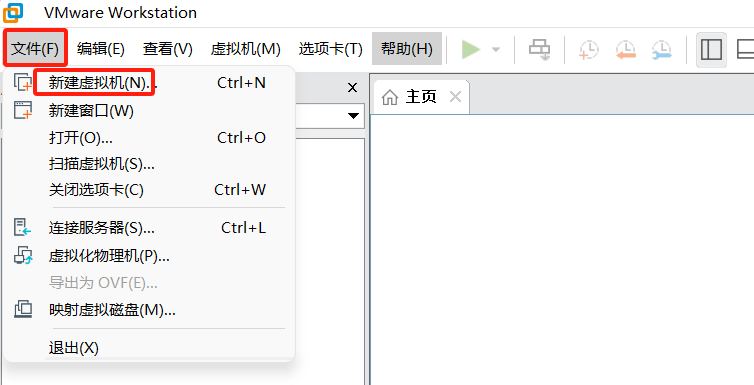 VMware Workstation
文件(F) 编辑(E) 查看(V) 虚拟机(M) 选项卡(T) 帮助(H)
新建虚拟机(N)... Ctrl+N
新建窗口(W)
打开(O)... Ctrl+O
扫描虚拟机(S)...
关闭选项卡(C) Ctrl+W
连接服务器(S)... Ctrl+L
虚拟化物理机(P)...
导出为 OVF(E)...
映射虚拟磁盘(M)...
退出(X)
主页